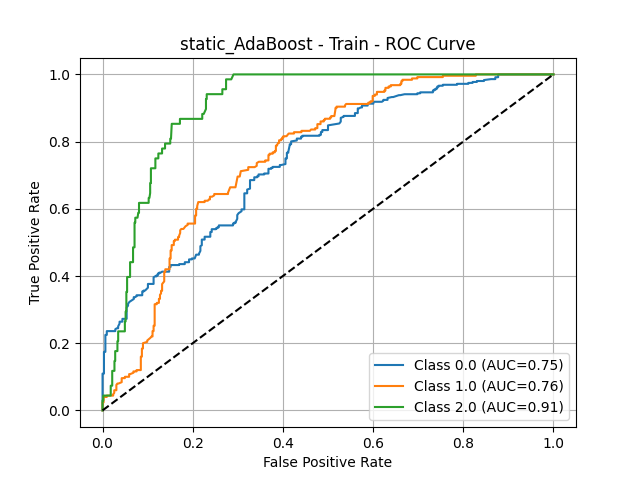 static_AdaBoost - Train - ROC Curve
1.0
0.8
0.6
0.4
0.2
0.0
True Positive Rate
0.0 0.2 0.4 0.6 0.8 1.0
False Positive Rate
Class 0.0 (AUC=0.75)
Class 1.0 (AUC=0.76)
Class 2.0 (AUC=0.91)